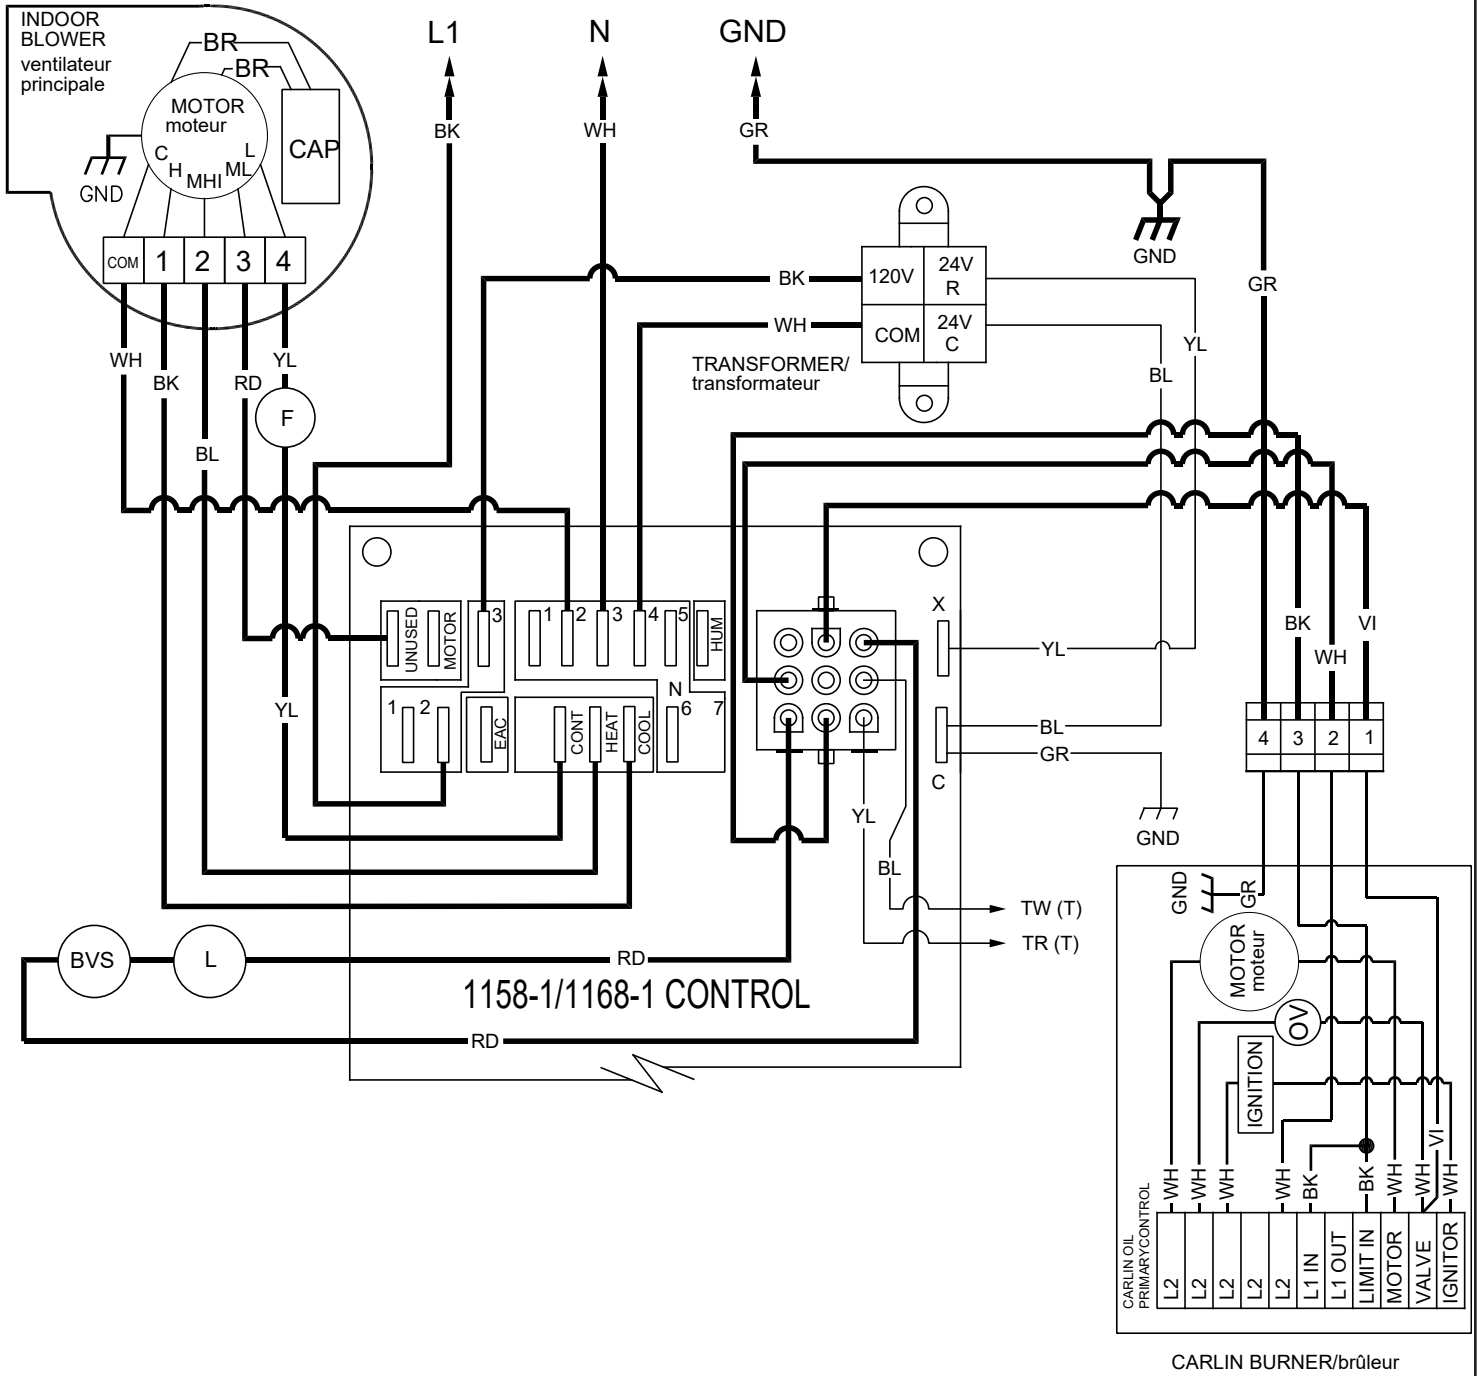 INDOOR
BLOWER
ventilateur
principale
BR
BR
MOTOR
moteur
CAP
C
H
MHI
ML
L
GND
COM
1
2
3
4
L1
N
GND
BK
WH
GR
GND
GR
BK
WH
120V
24V
R
COM
24V
C
TRANSFORMER/
transformateur
YL
BL
WH
BK
BL
RD
YL
F
YL
UNUSED
MOTOR
3
1
2
3
4
5
HUM
N
6
7
1
2
EAC
CONT
HEAT
COOL
X
YL
BL
GR
C
GND
YL
BL
TW (T)
TR (T)
BVS
L
RD
RD
1158-1/1168-1 CONTROL
BK
WH
VI
4
3
2
1
GND
GR
MOTOR
moteur
OV
IGNITION
WH
WH
WH
WH
BK
BK
WH
WH
VI
WH
CARLIN OIL
PRIMARYCONTROL
L2
L2
L2
L2
L2
L1 IN
L1 OUT
LIMIT IN
MOTOR
VALVE
IGNITOR
CARLIN BURNER/brûleur